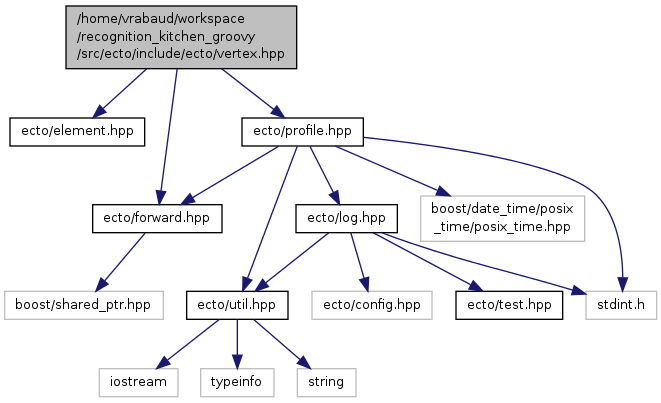 /home/vrabaud/workspace
/recognition_kitchen_groovy
/src/ecto/include/ecto/vertex.hpp
ecto/element.hpp
ecto/profile.hpp
ecto/forward.hpp
ecto/log.hpp
boost/date_time/posix
_time/posix_time.hpp
boost/shared_ptr.hpp
ecto/util.hpp
ecto/config.hpp
ecto/test.hpp
stdint.h
iostream
typeinfo
string